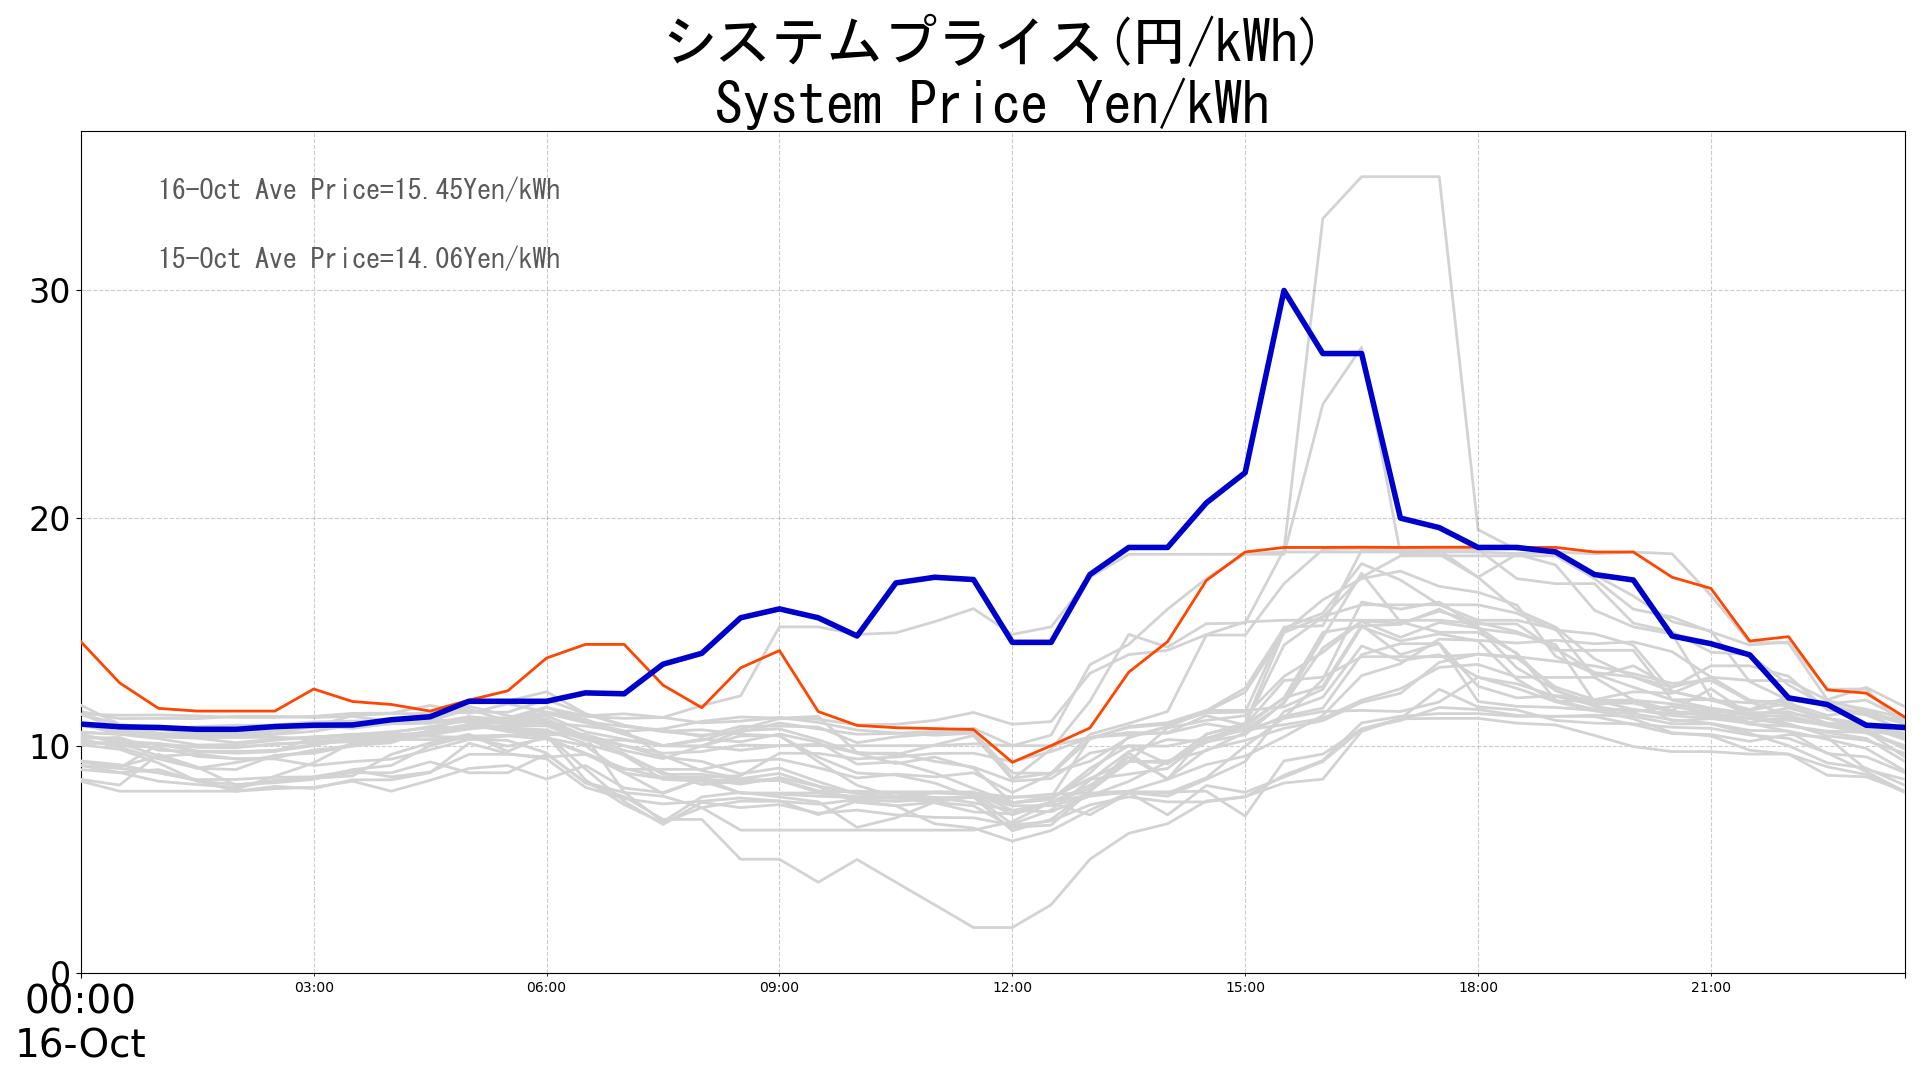 システムプライス(円/kWh)
System Price Yen/kWh
16-Oct Ave Price=15.45Yen/kWh
15-Oct Ave Price=14.06Yen/kWh
30
20
10
0
00:00
03:00
06:00
09:00
12:00
15:00
18:00
21:00
16-Oct